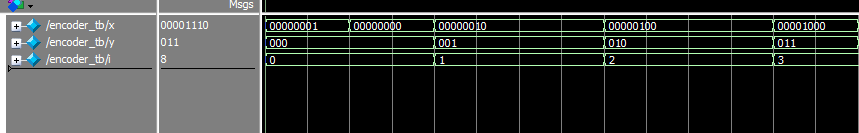 Msgs
/encoder_tb/x 00001110 00000001 00000000 00000010 00000100 00001000
/encoder_tb/y 011 000 001 010 011
/encoder_tb/i 8 0 1 2 3